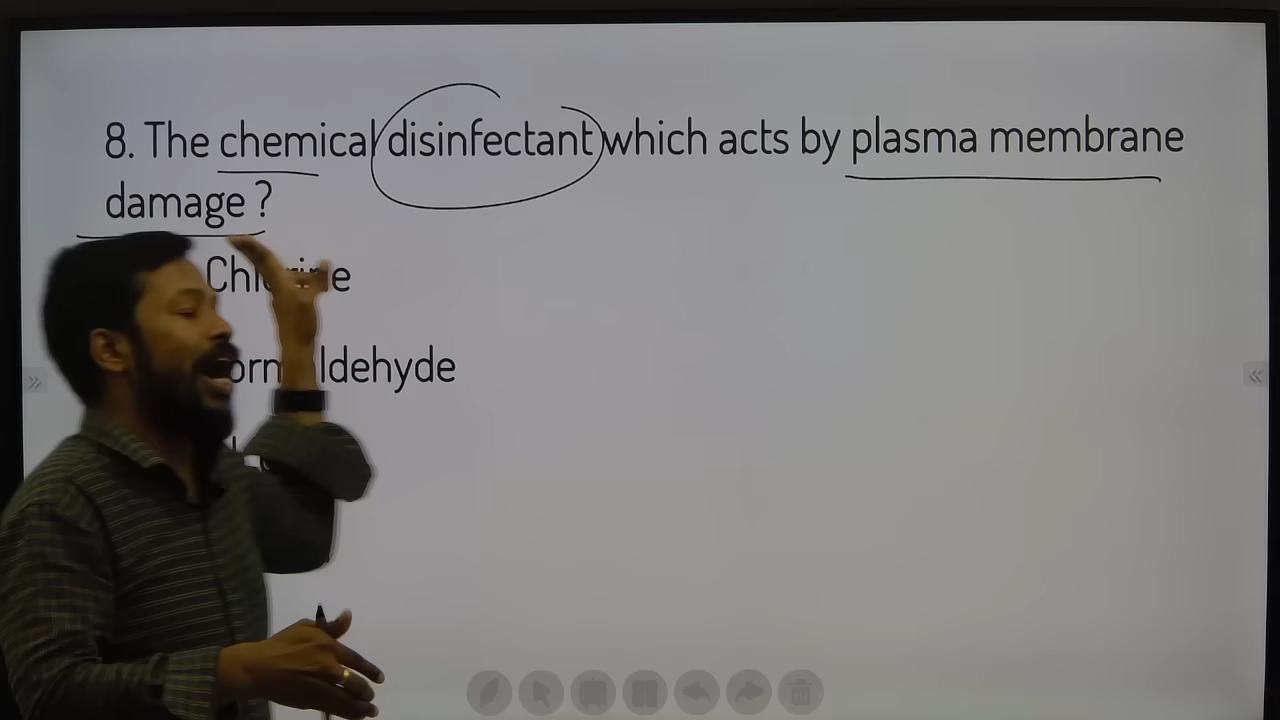 8. The chemical disinfectant which acts by plasma membrane
damage ?